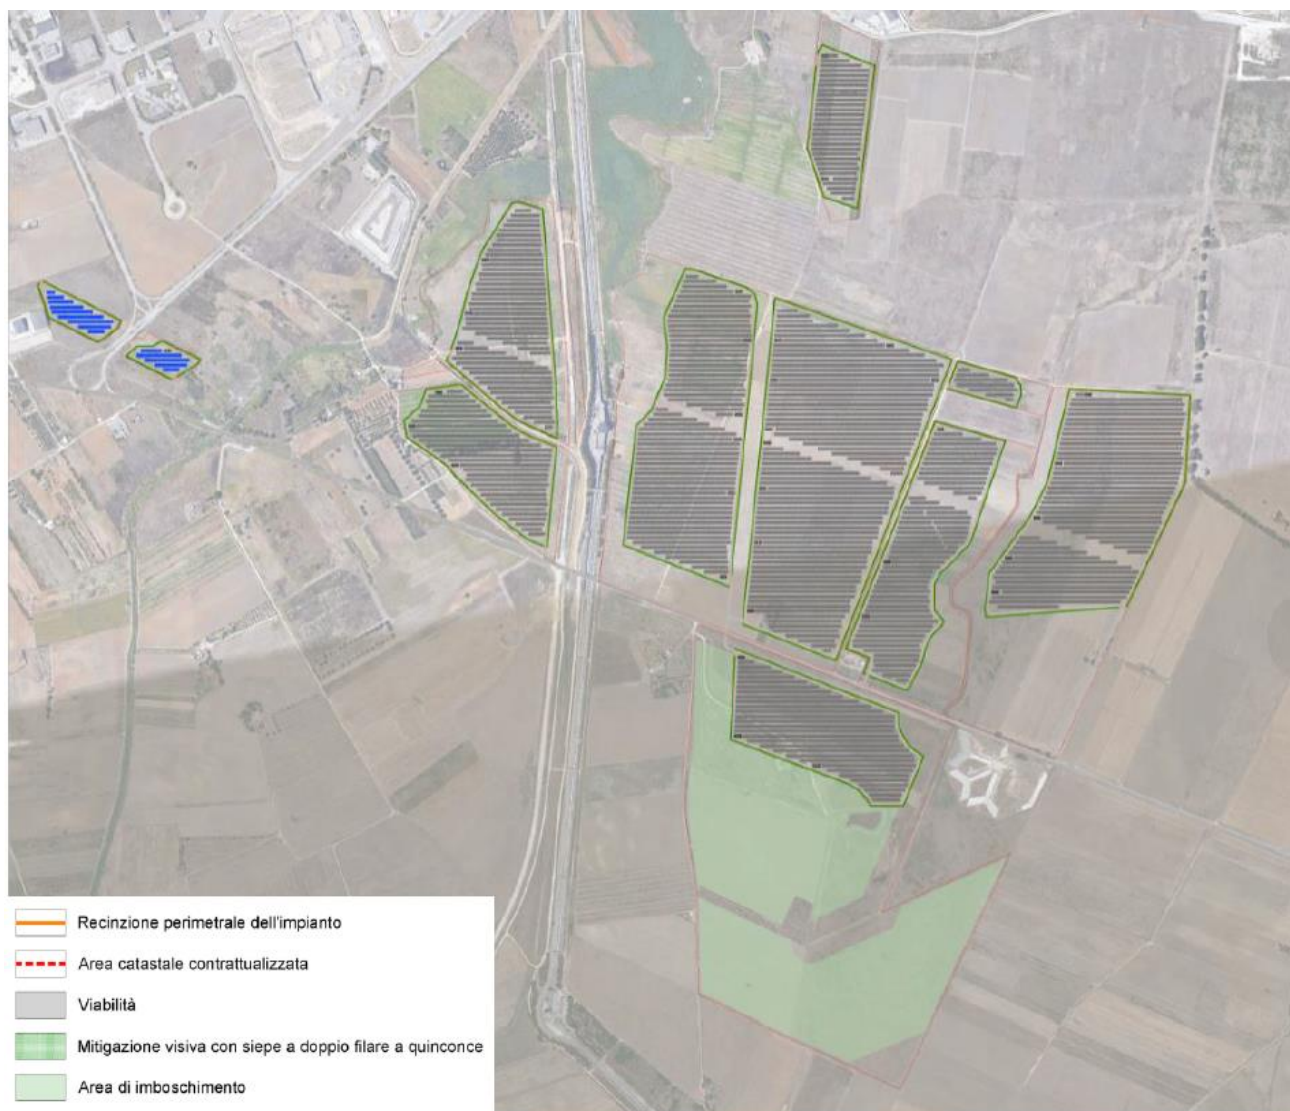 Recinzione perimetrale dell'impianto
Area catastale contrattualizzata
Viabilità
Mitigazione visiva con siepe a doppio filare a quinconce
Area di imboschimento